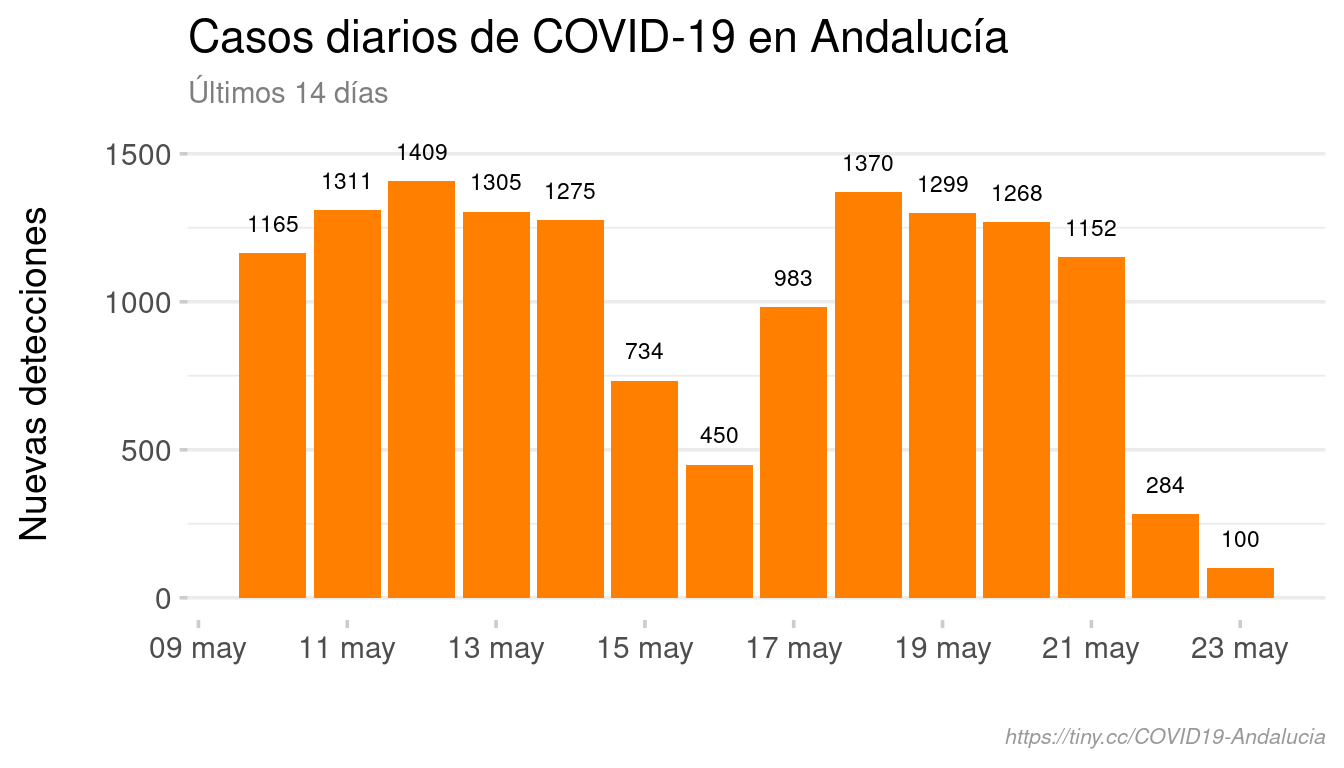 Casos diarios de COVID-19 en Andalucía
Últimos 14 días
Nuevas detecciones
1500
1000
500
0
1165
1311
1409
1305
1275
734
450
983
1370
1299
1268
1152
284
100
09 may
11 may
13 may
15 may
17 may
19 may
21 may
23 may
https://tiny.cc/COVID19-Andalucia